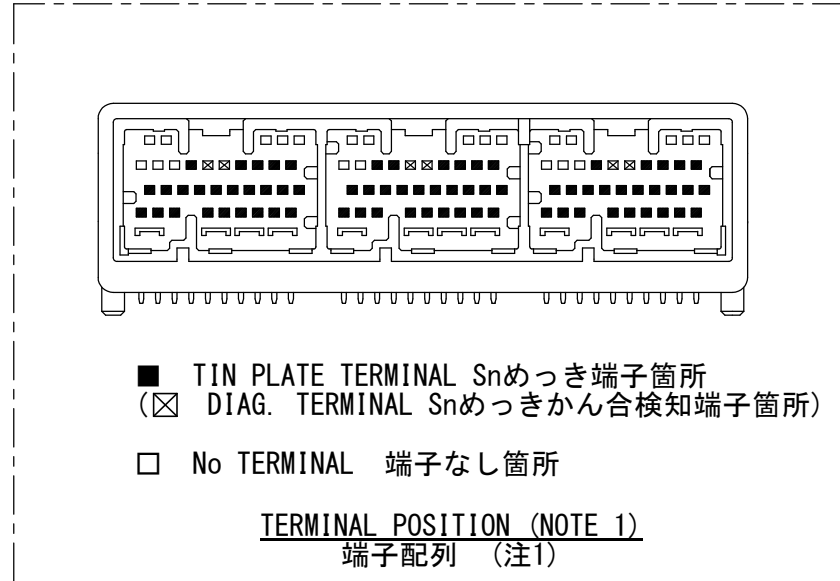 ■ TIN PLATE TERMINAL Snめっき端子箇所
(☒ DIAG. TERMINAL Snめっきかん合検知端子箇所)
□ No TERMINAL 端子なし箇所
TERMINAL POSITION (NOTE 1)
端子配列 (注1)